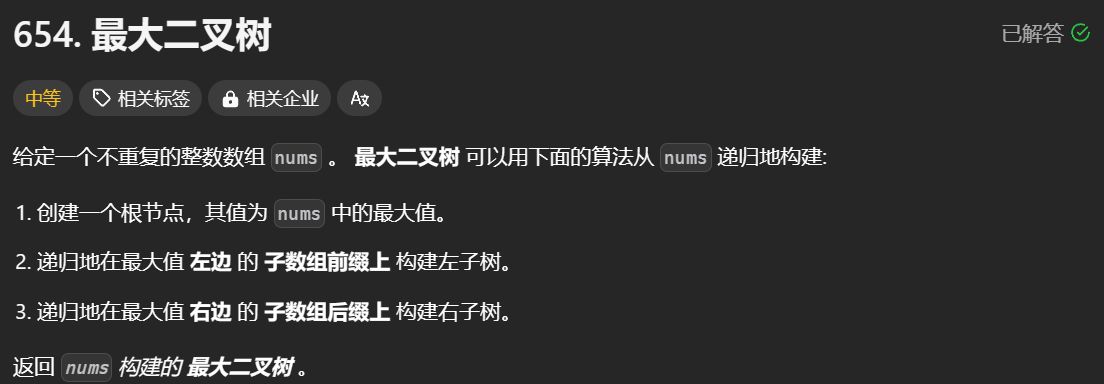 654. 最大二叉树
已解答
中等 相关标签 相关企业 A文
给定一个不重复的整数数组 nums 。 最大二叉树 可以用下面的算法从 nums 递归地构建:
1. 创建一个根节点，其值为 nums 中的最大值。
2. 递归地在最大值 左边 的 子数组前缀上 构建左子树。
3. 递归地在最大值 右边 的 子数组后缀上 构建右子树。
返回 nums 构建的 最大二叉树 。